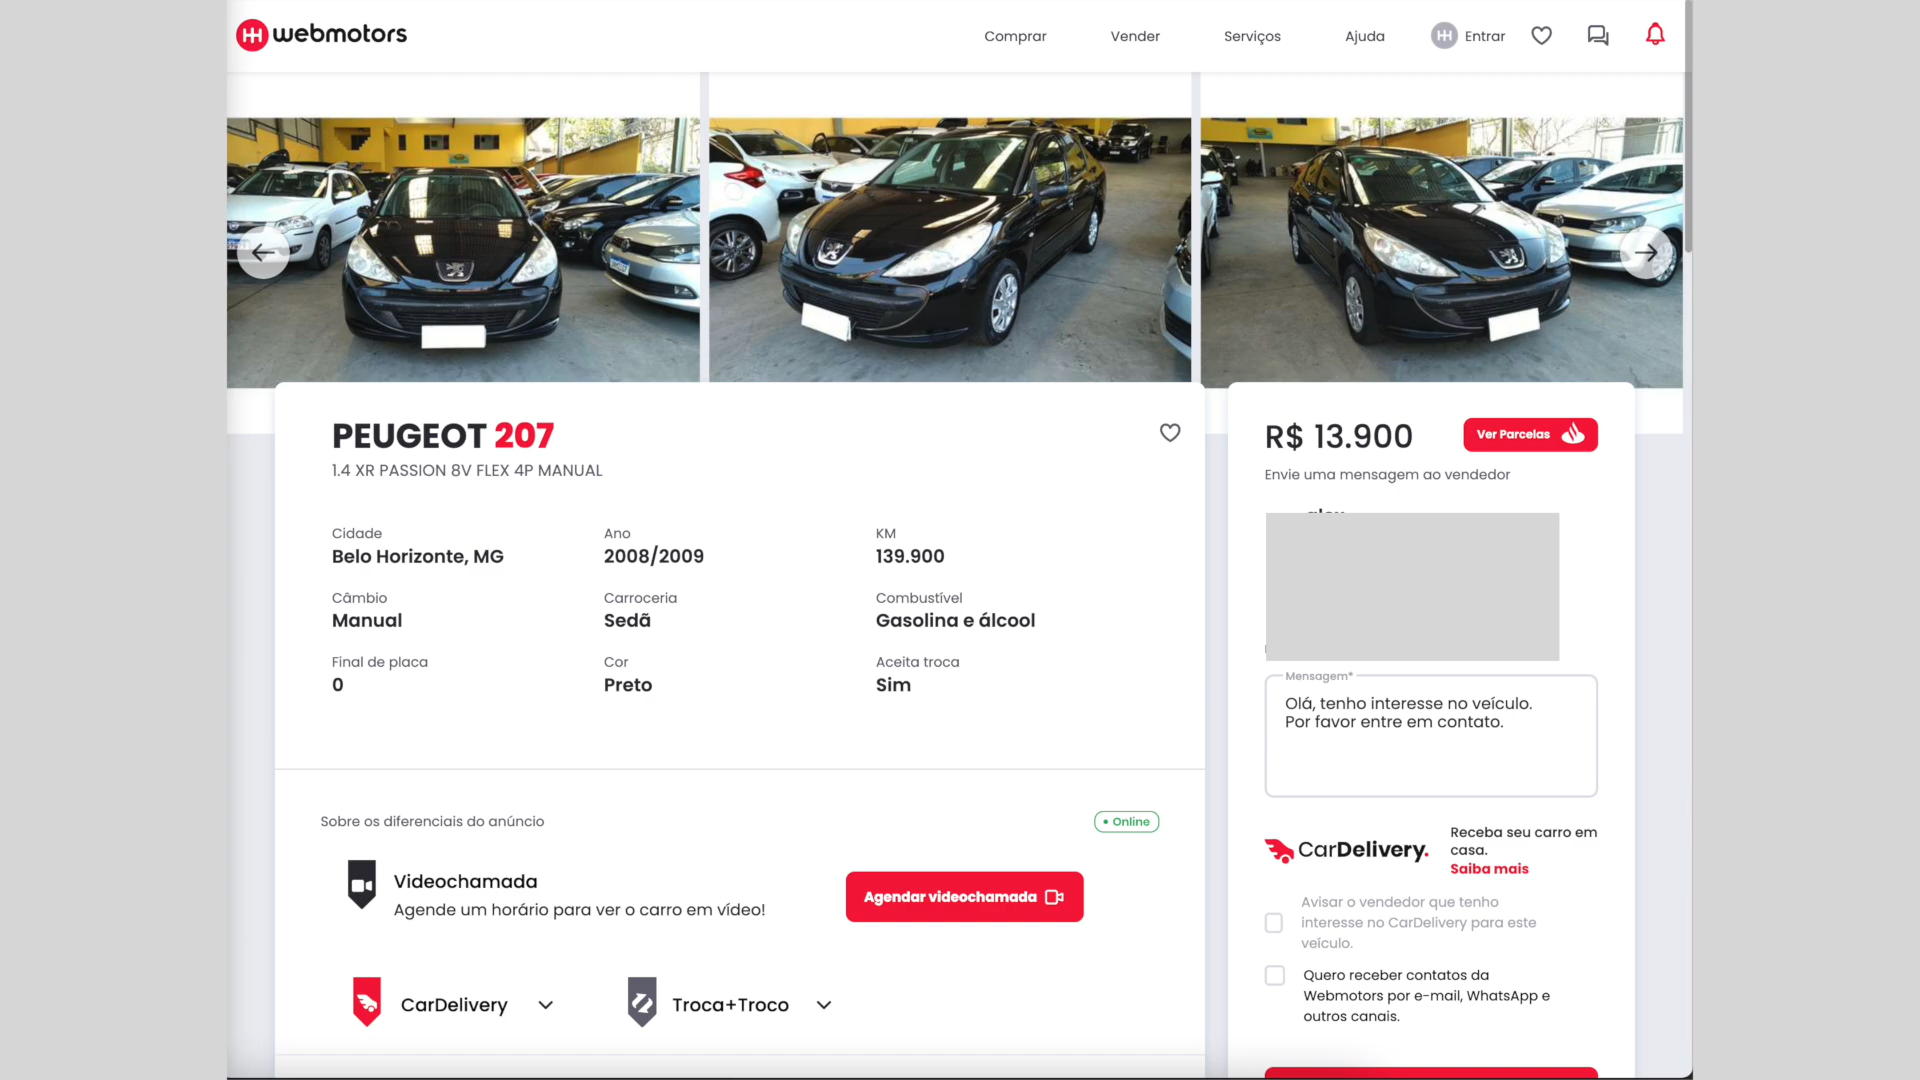 webmotors
Comprar
Vender
Serviços
Ajuda
Entrar
PEUGEOT 207
1.4 XR PASSION 8V FLEX 4P MANUAL
Cidade
Belo Horizonte, MG
Ano
2008/2009
KM
139.900
Câmbio
Manual
Carroceria
Sedã
Combustível
Gasolina e álcool
Final de placa
0
Cor
Preto
Aceita troca
Sim
Sobre os diferenciais do anúncio
• Online
Videochamada
Agende um horário para ver o carro em vídeo!
Agendar videochamada
CarDelivery
Troca+Troco
R$ 13.900
Ver Parcelas
Envie uma mensagem ao vendedor
Mensagem*
Olá, tenho interesse no veículo.
Por favor entre em contato.
CarDelivery.
Receba seu carro em
casa.
Saiba mais
Avisar o vendedor que tenho
interesse no CarDelivery para este
veículo.
Quero receber contatos da
Webmotors por e-mail, WhatsApp e
outros canais.